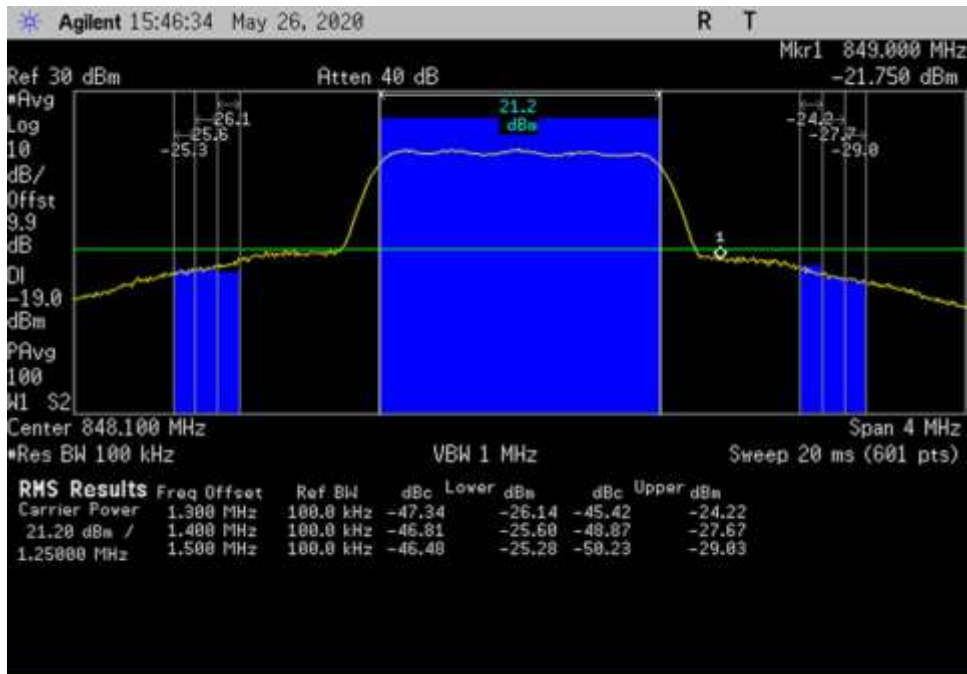 Agilent 15:46:34 May 26, 2020 R T
Mkr1 849.000 MHz
Ref 30 dBm Atten 40 dB -21.750 dBm
*Avg
Log
10
dB/
Offst
9.9
dB
DI
-19.0
dBm
PAvg
100
W1 S2
21.2
dBm
-26.1
-25.6
-25.3
-24.2
-27.7
-29.0
1
Center 848.100 MHz Span 4 MHz
*Res BW 100 kHz VBW 1 MHz Sweep 20 ms (601 pts)
RMS Results Freq Offset Ref BW dBc Lower dBm dBc Upper dBm
Carrier Power 1.300 MHz 100.0 kHz -47.34 -26.14 -45.42 -24.22
21.20 dBm / 1.400 MHz 100.0 kHz -46.81 -25.60 -48.87 -27.67
1.25000 MHz 1.500 MHz 100.0 kHz -46.48 -25.28 -50.23 -29.03